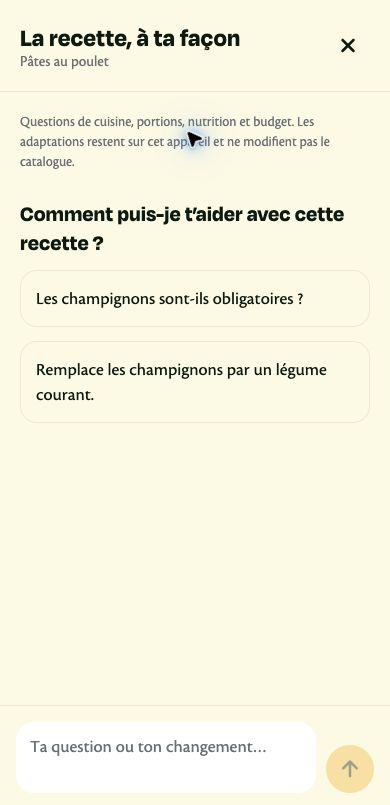 La recette, à ta façon
Pâtes au poulet
Questions de cuisine, portions, nutrition et budget. Les
adaptations restent sur cet appareil et ne modifient pas le
catalogue.
Comment puis-je t’aider avec cette
recette ?
Les champignons sont-ils obligatoires ?
Remplace les champignons par un légume
courant.
Ta question ou ton changement…